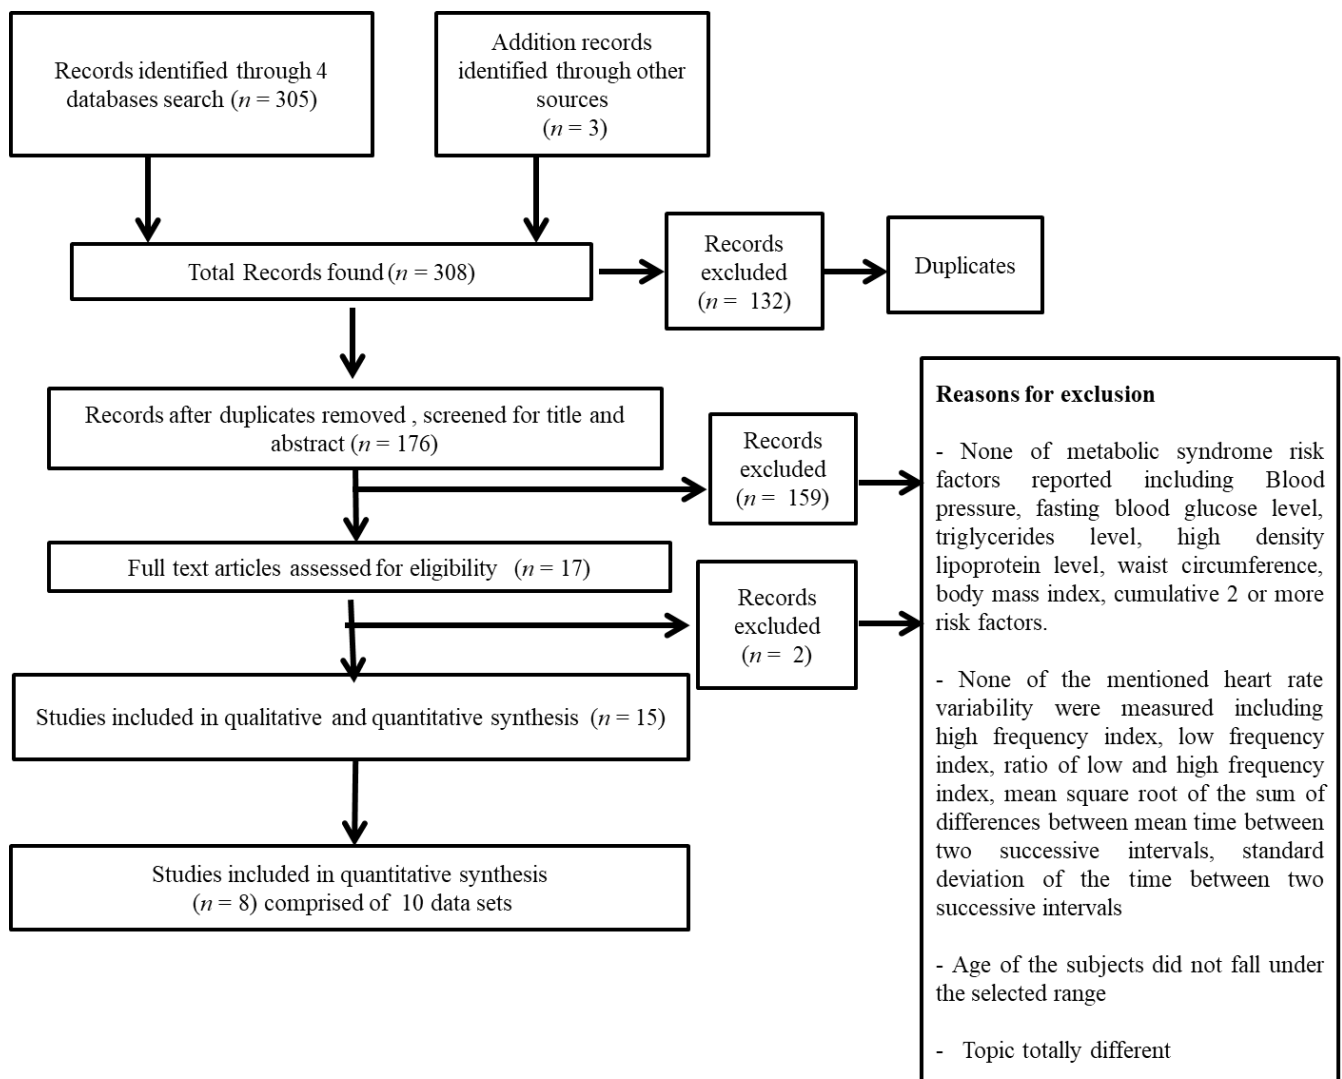 Records identified through 4
databases search (n = 305)
Addition records
identified through other
sources
(n = 3)
Total Records found (n = 308)
Records
excluded
(n = 132)
Duplicates
Records after duplicates removed , screened for title and
abstract (n = 176)
Records
excluded
(n = 159)
Full text articles assessed for eligibility (n = 17)
Records
excluded
(n = 2)
Studies included in qualitative and quantitative synthesis (n = 15)
Studies included in quantitative synthesis
(n = 8) comprised of 10 data sets
Reasons for exclusion
- None of metabolic syndrome risk
factors reported including Blood
pressure, fasting blood glucose level,
triglycerides level, high density
lipoprotein level, waist circumference,
body mass index, cumulative 2 or more
risk factors.
- None of the mentioned heart rate
variability were measured including
high frequency index, low frequency
index, ratio of low and high frequency
index, mean square root of the sum of
differences between mean time between
two successive intervals, standard
deviation of the time between two
successive intervals
- Age of the subjects did not fall under
the selected range
- Topic totally different